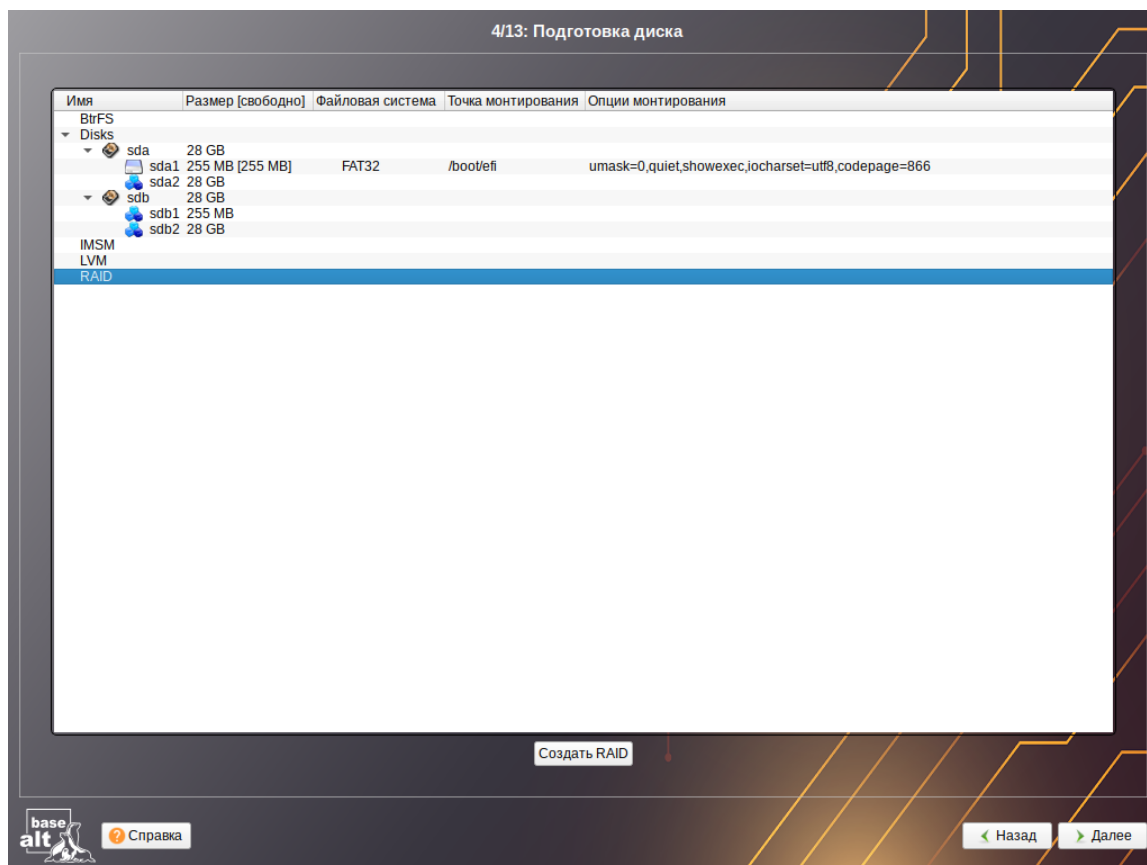 4/13: Подготовка диска
Имя Размер [свободно] Файловая система Точка монтирования Опции монтирования
BtrFS
Disks
sda 28 GB
sda1 255 MB [255 MB] FAT32 /boot/efi umask=0,quiet,showexec,iocharset=utf8,codepage=866
sda2 28 GB
sdb 28 GB
sdb1 255 MB
sdb2 28 GB
IMSM
LVM
RAID
Создать RAID
base
alt
Справка
Назад
Далее